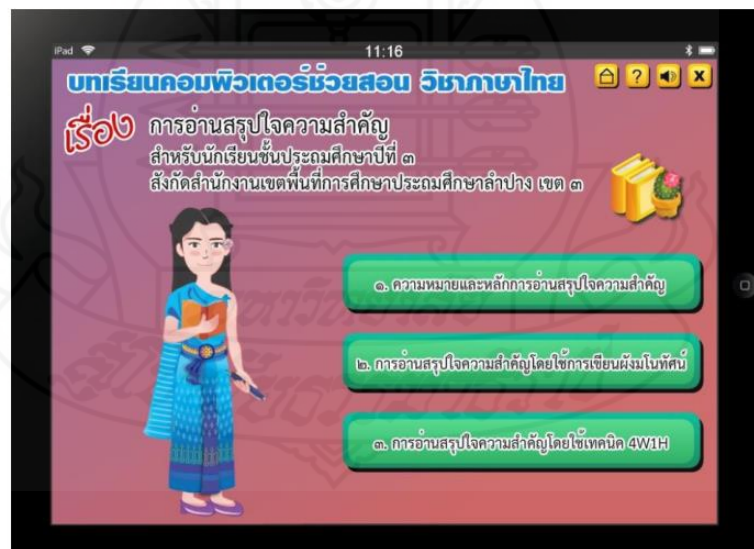 iPad 11:16
บทเรียนคอมพิวเตอร์ช่วยสอน วิชาภาษาไทย
? X
เรื่อง การอ่านสรุปใจความสำคัญ
สำหรับนักเรียนชั้นประถมศึกษาปีที่ ๓
สังกัดสำนักงานเขตพื้นที่การศึกษาประถมศึกษาลำปาง เขต ๓
๑. ความหมายและหลักการอ่านสรุปใจความสำคัญ
๒. การอ่านสรุปใจความสำคัญโดยใช้การเขียนผังมโนทัศน์
๓. การอ่านสรุปใจความสำคัญโดยใช้เทคนิค 4W1H